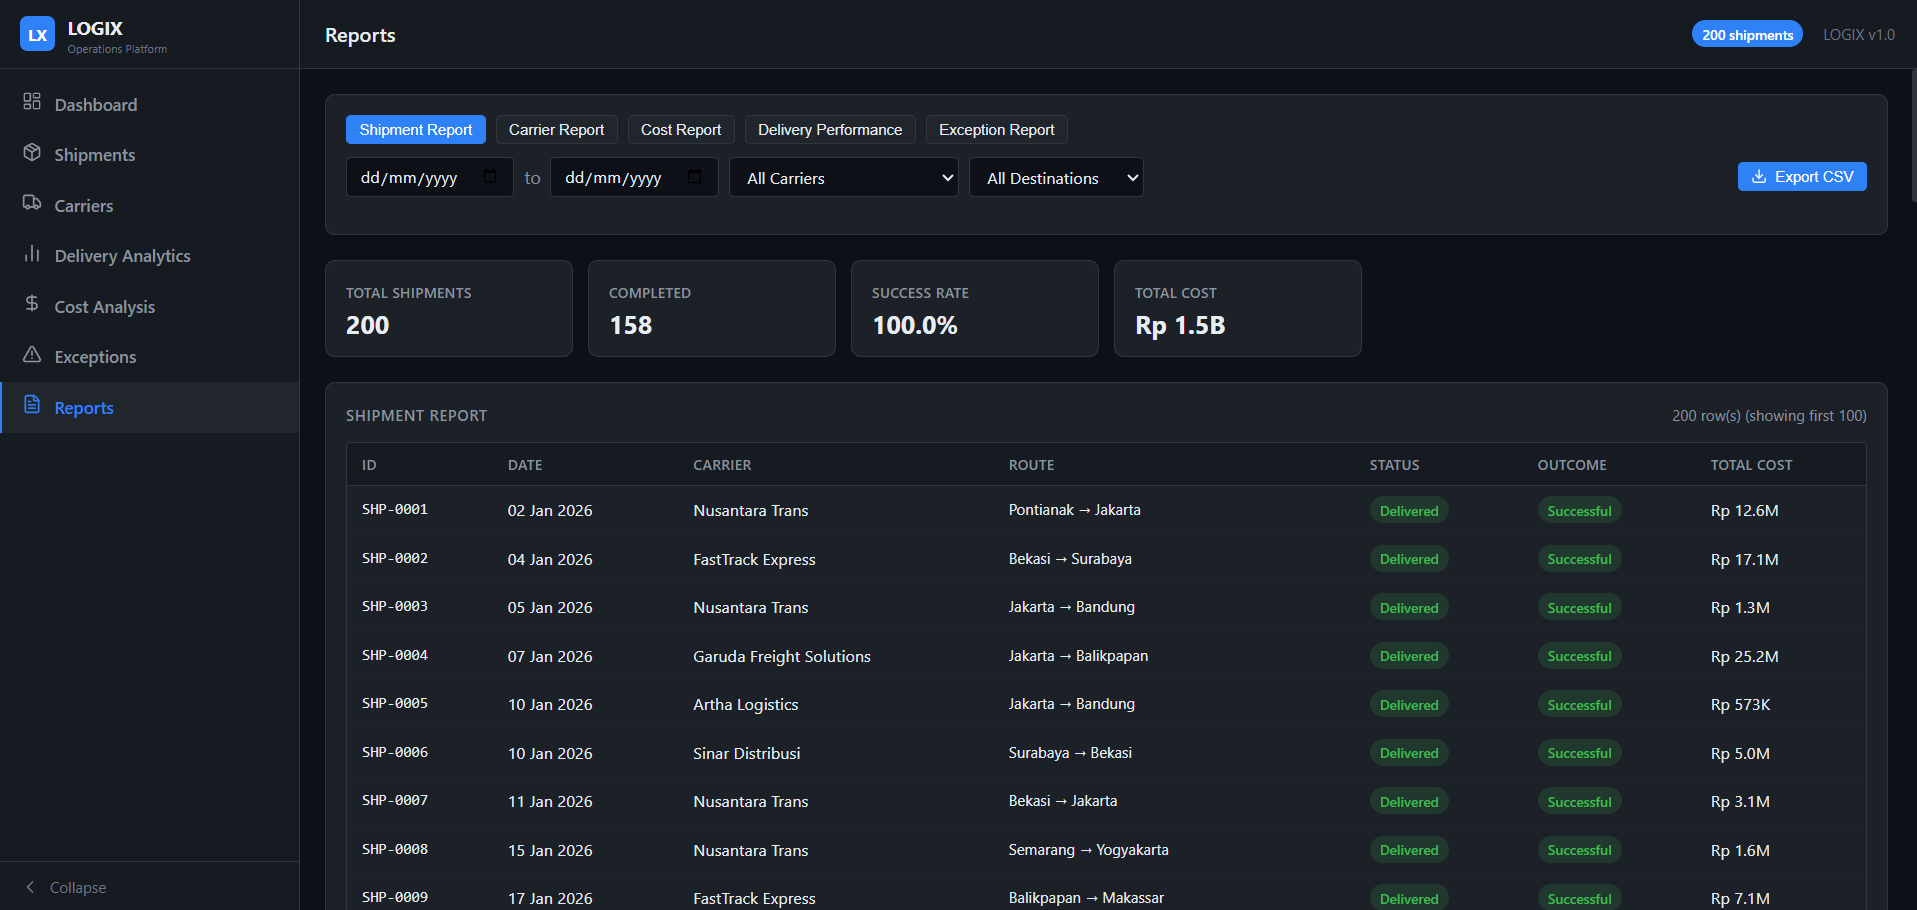 LX
LOGIX
Operations Platform
Dashboard
Shipments
Carriers
Delivery Analytics
Cost Analysis
Exceptions
Reports
Collapse
Reports
200 shipments
LOGIX v1.0
Shipment Report
Carrier Report
Cost Report
Delivery Performance
Exception Report
dd/mm/yyyy to dd/mm/yyyy
All Carriers
All Destinations
Export CSV
TOTAL SHIPMENTS
200
COMPLETED
158
SUCCESS RATE
100.0%
TOTAL COST
Rp 1.5B
SHIPMENT REPORT
200 row(s) (showing first 100)
ID DATE CARRIER ROUTE STATUS OUTCOME TOTAL COST
SHP-0001 02 Jan 2026 Nusantara Trans Pontianak → Jakarta Delivered Successful Rp 12.6M
SHP-0002 04 Jan 2026 FastTrack Express Bekasi → Surabaya Delivered Successful Rp 17.1M
SHP-0003 05 Jan 2026 Nusantara Trans Jakarta → Bandung Delivered Successful Rp 1.3M
SHP-0004 07 Jan 2026 Garuda Freight Solutions Jakarta → Balikpapan Delivered Successful Rp 25.2M
SHP-0005 10 Jan 2026 Artha Logistics Jakarta → Bandung Delivered Successful Rp 573K
SHP-0006 10 Jan 2026 Sinar Distribusi Surabaya → Bekasi Delivered Successful Rp 5.0M
SHP-0007 11 Jan 2026 Nusantara Trans Bekasi → Jakarta Delivered Successful Rp 3.1M
SHP-0008 15 Jan 2026 Nusantara Trans Semarang → Yogyakarta Delivered Successful Rp 1.6M
SHP-0009 17 Jan 2026 FastTrack Express Balikpapan → Makassar Delivered Successful Rp 7.1M